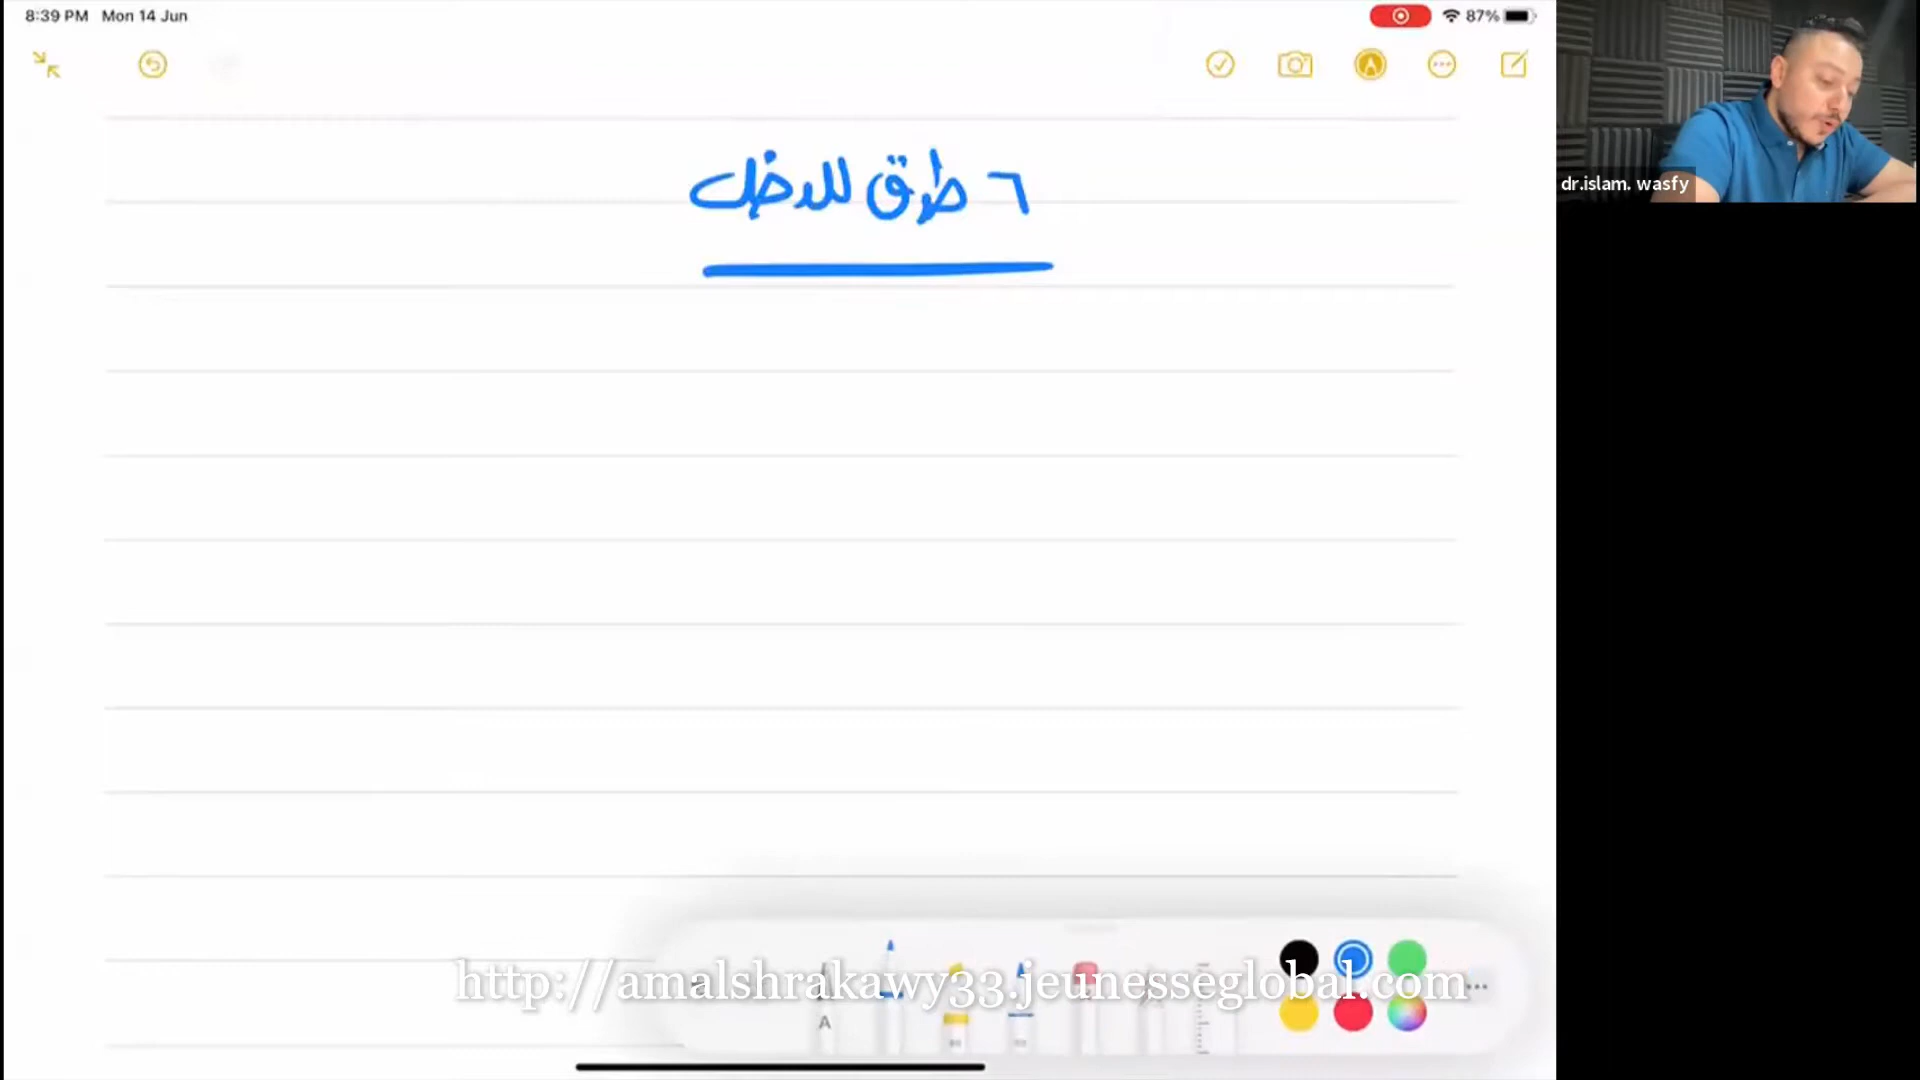 8:39 PM Mon 14 Jun
87%
dr.islam. wasfy
٦ طرق للدخل
A
http://amalshrakawy33.jeunesseglobal.com